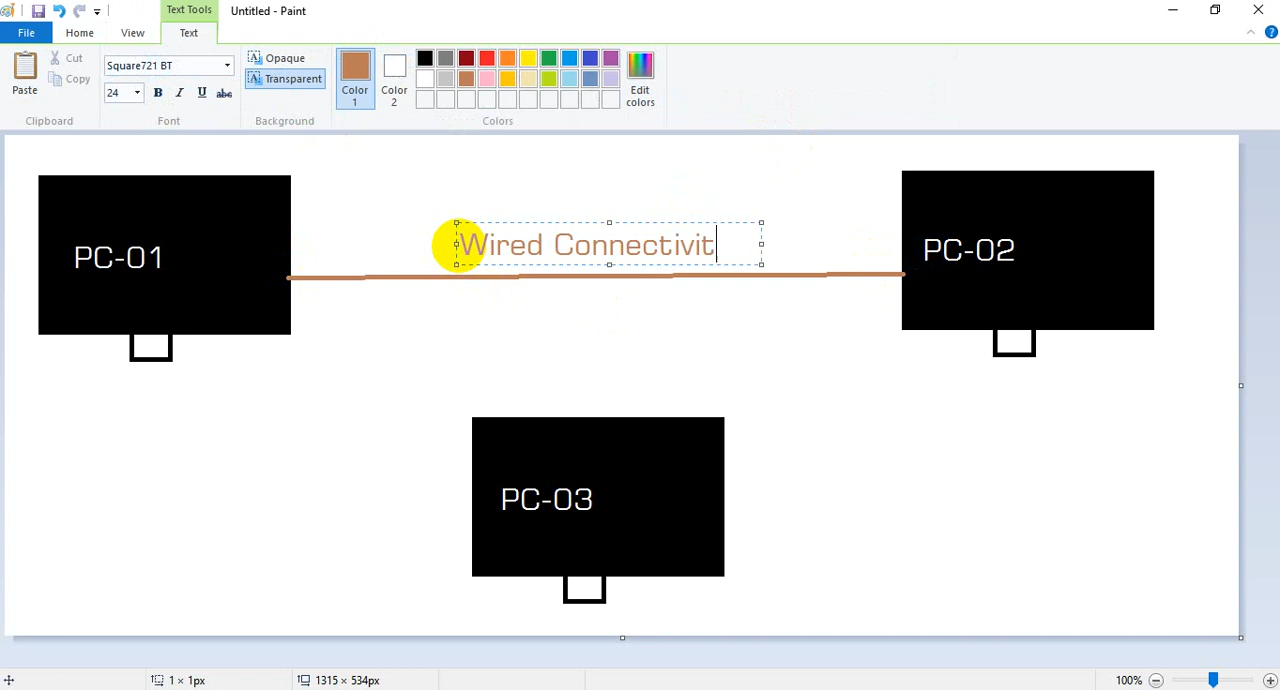 Text Tools
Untitled - Paint
File
Home
View
Text
Paste
Cut
Copy
Clipboard
Square721 BT
24
B I U abc
Font
Opaque
Transparent
Background
Color 1
Color 2
Edit colors
Colors
Wired Connectivit
PC-01
PC-02
PC-03
1 × 1px
1315 × 534px
100%